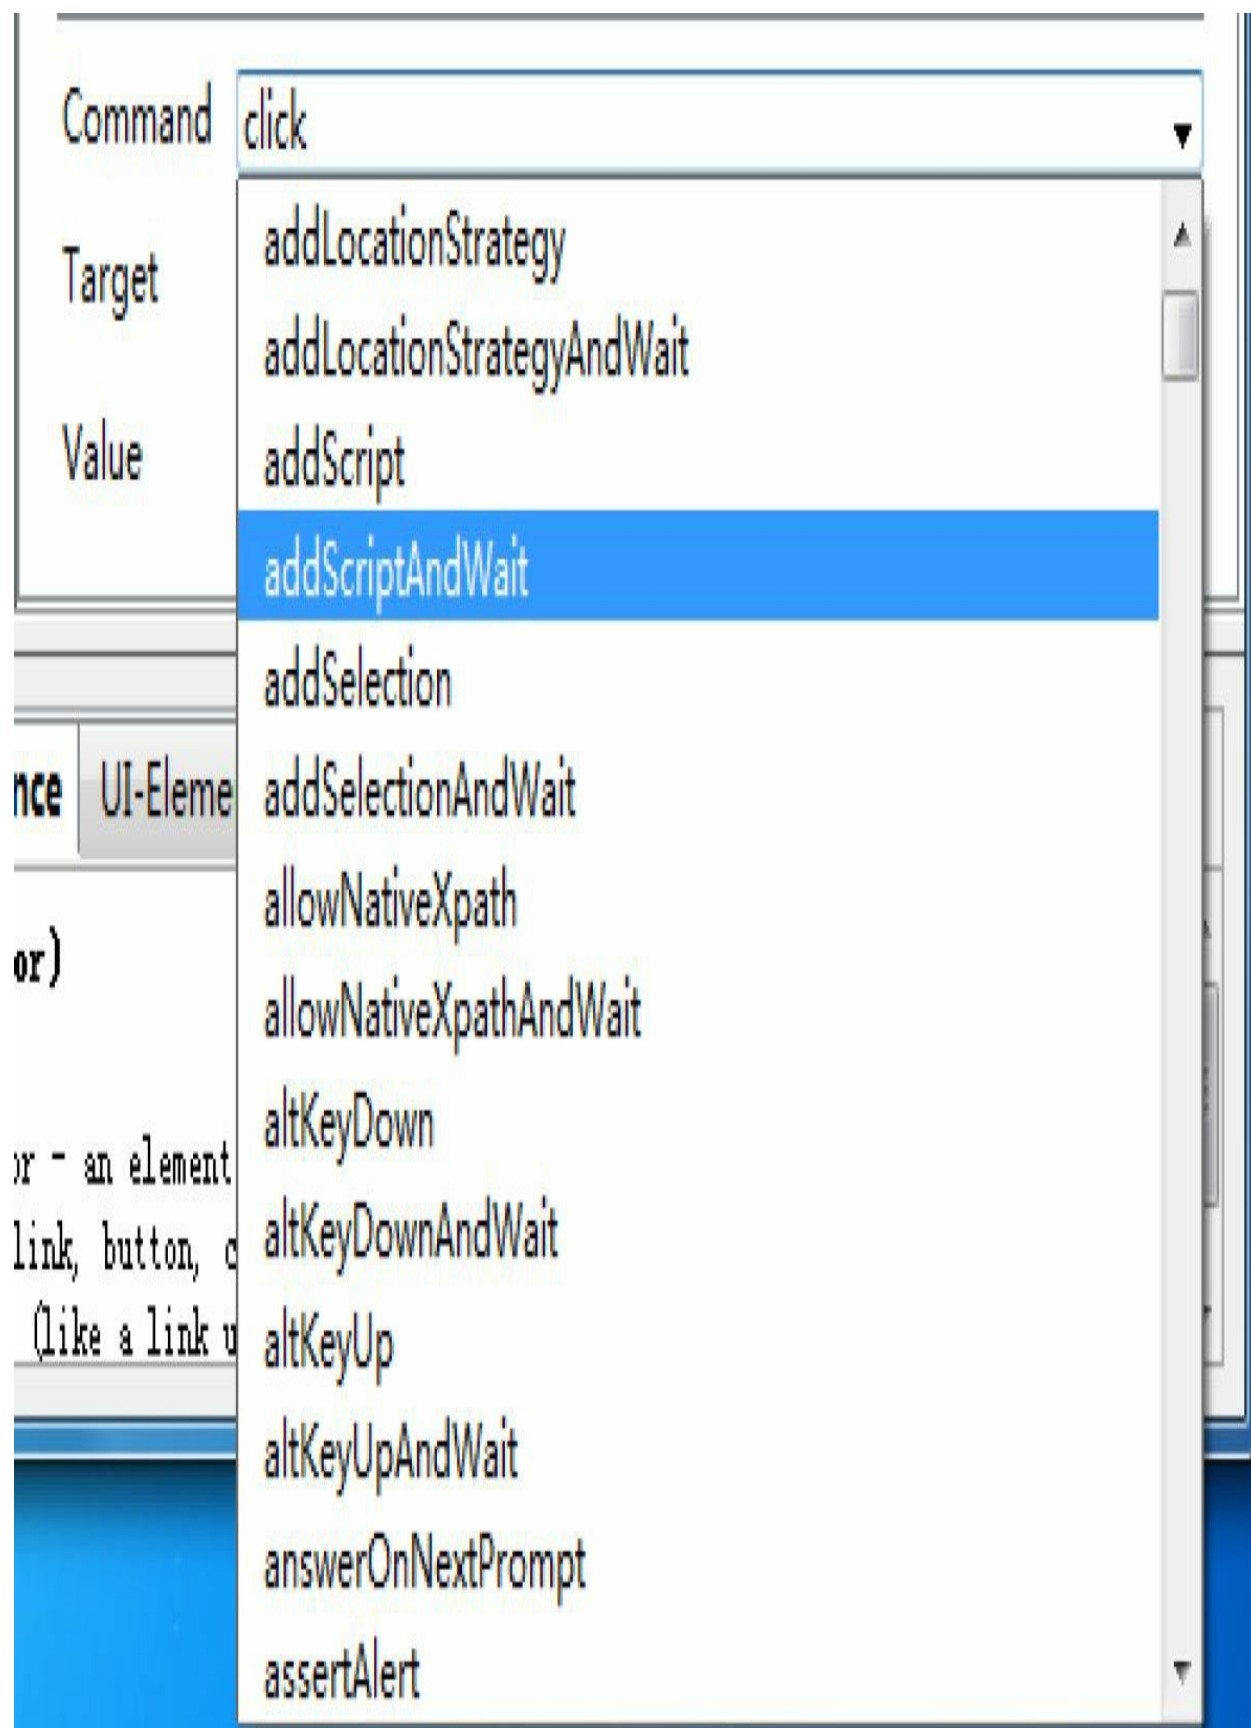 Command click
addLocationStrategy
Target
addLocationStrategyAndWait
Value
addScript
addScriptAndWait
addSelection
nce UI-Eleme
addSelectionAndWait
allowNativeXpath
or)
allowNativeXpathAndWait
altKeyDown
or - an element
altKeyDownAndWait
link, button, c
(like a link u
altKeyUp
altKeyUpAndWait
answerOnNextPrompt
assertAlert